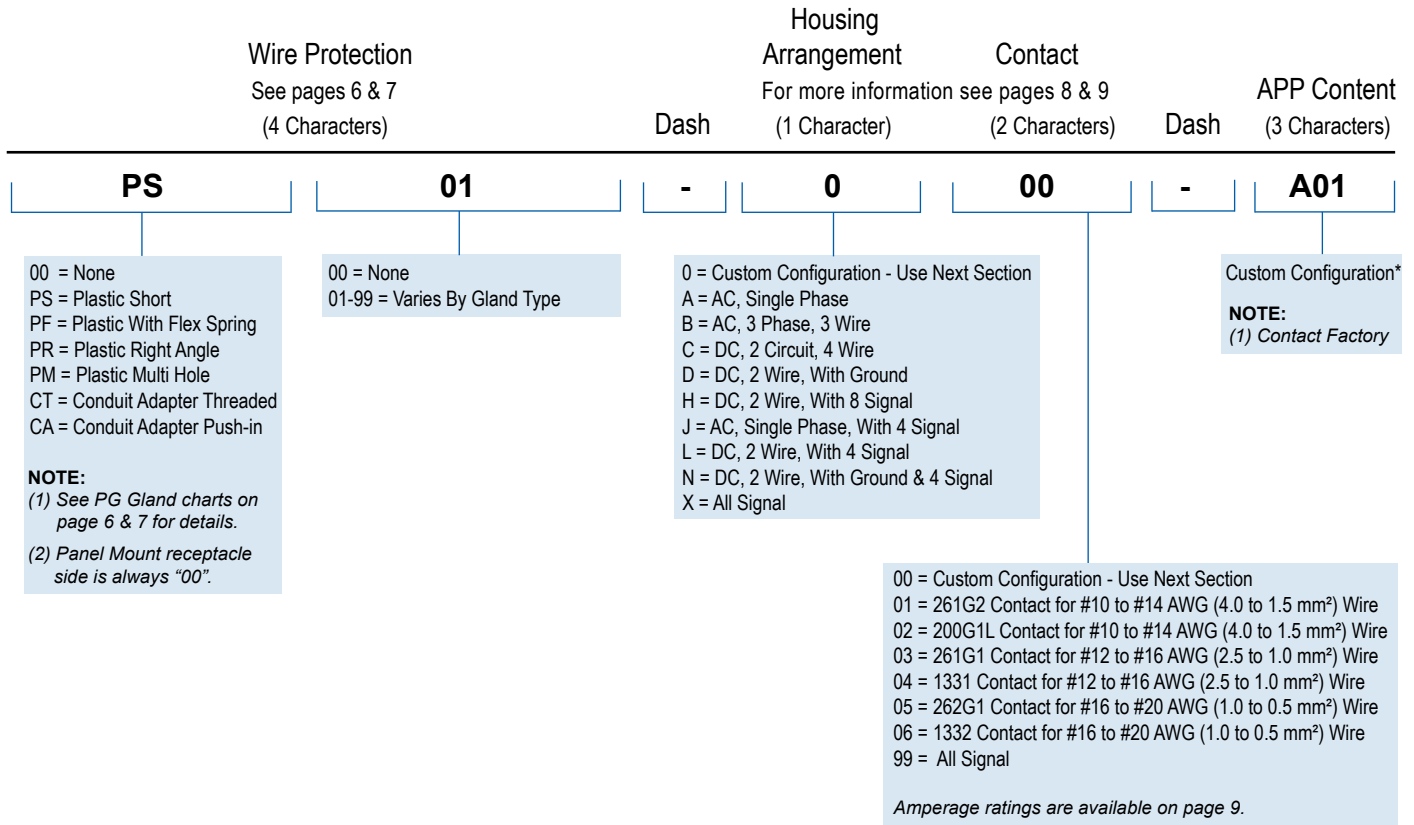 Wire Protection
See pages 6 & 7
(4 Characters)
Dash
Housing
Arrangement
Contact
For more information see pages 8 & 9
(1 Character)
(2 Characters)
Dash
APP Content
(3 Characters)
PS
01
-
0
00
-
A01
00 = None
PS = Plastic Short
PF = Plastic With Flex Spring
PR = Plastic Right Angle
PM = Plastic Multi Hole
CT = Conduit Adapter Threaded
CA = Conduit Adapter Push-in
NOTE:
(1) See PG Gland charts on
page 6 & 7 for details.
(2) Panel Mount receptacle
side is always “00”.
00 = None
01-99 = Varies By Gland Type
0 = Custom Configuration - Use Next Section
A = AC, Single Phase
B = AC, 3 Phase, 3 Wire
C = DC, 2 Circuit, 4 Wire
D = DC, 2 Wire, With Ground
H = DC, 2 Wire, With 8 Signal
J = AC, Single Phase, With 4 Signal
L = DC, 2 Wire, With 4 Signal
N = DC, 2 Wire, With Ground & 4 Signal
X = All Signal
00 = Custom Configuration - Use Next Section
01 = 261G2 Contact for #10 to #14 AWG (4.0 to 1.5 mm²) Wire
02 = 200G1L Contact for #10 to #14 AWG (4.0 to 1.5 mm²) Wire
03 = 261G1 Contact for #12 to #16 AWG (2.5 to 1.0 mm²) Wire
04 = 1331 Contact for #12 to #16 AWG (2.5 to 1.0 mm²) Wire
05 = 262G1 Contact for #16 to #20 AWG (1.0 to 0.5 mm²) Wire
06 = 1332 Contact for #16 to #20 AWG (1.0 to 0.5 mm²) Wire
99 = All Signal
Amperage ratings are available on page 9.
Custom Configuration*
NOTE:
(1) Contact Factory